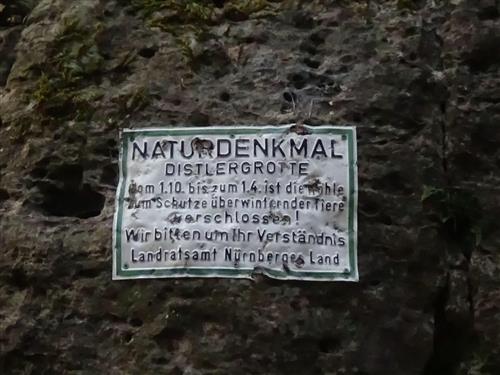 NATURDENKMAL
DISTLERGROTTE
Vom 1.10. bis zum 1.4. ist die Höhle
zum Schutze überwinternder Tiere
verschlossen!
Wir bitten um Ihr Verständnis
Landratsamt Nürnberges Land